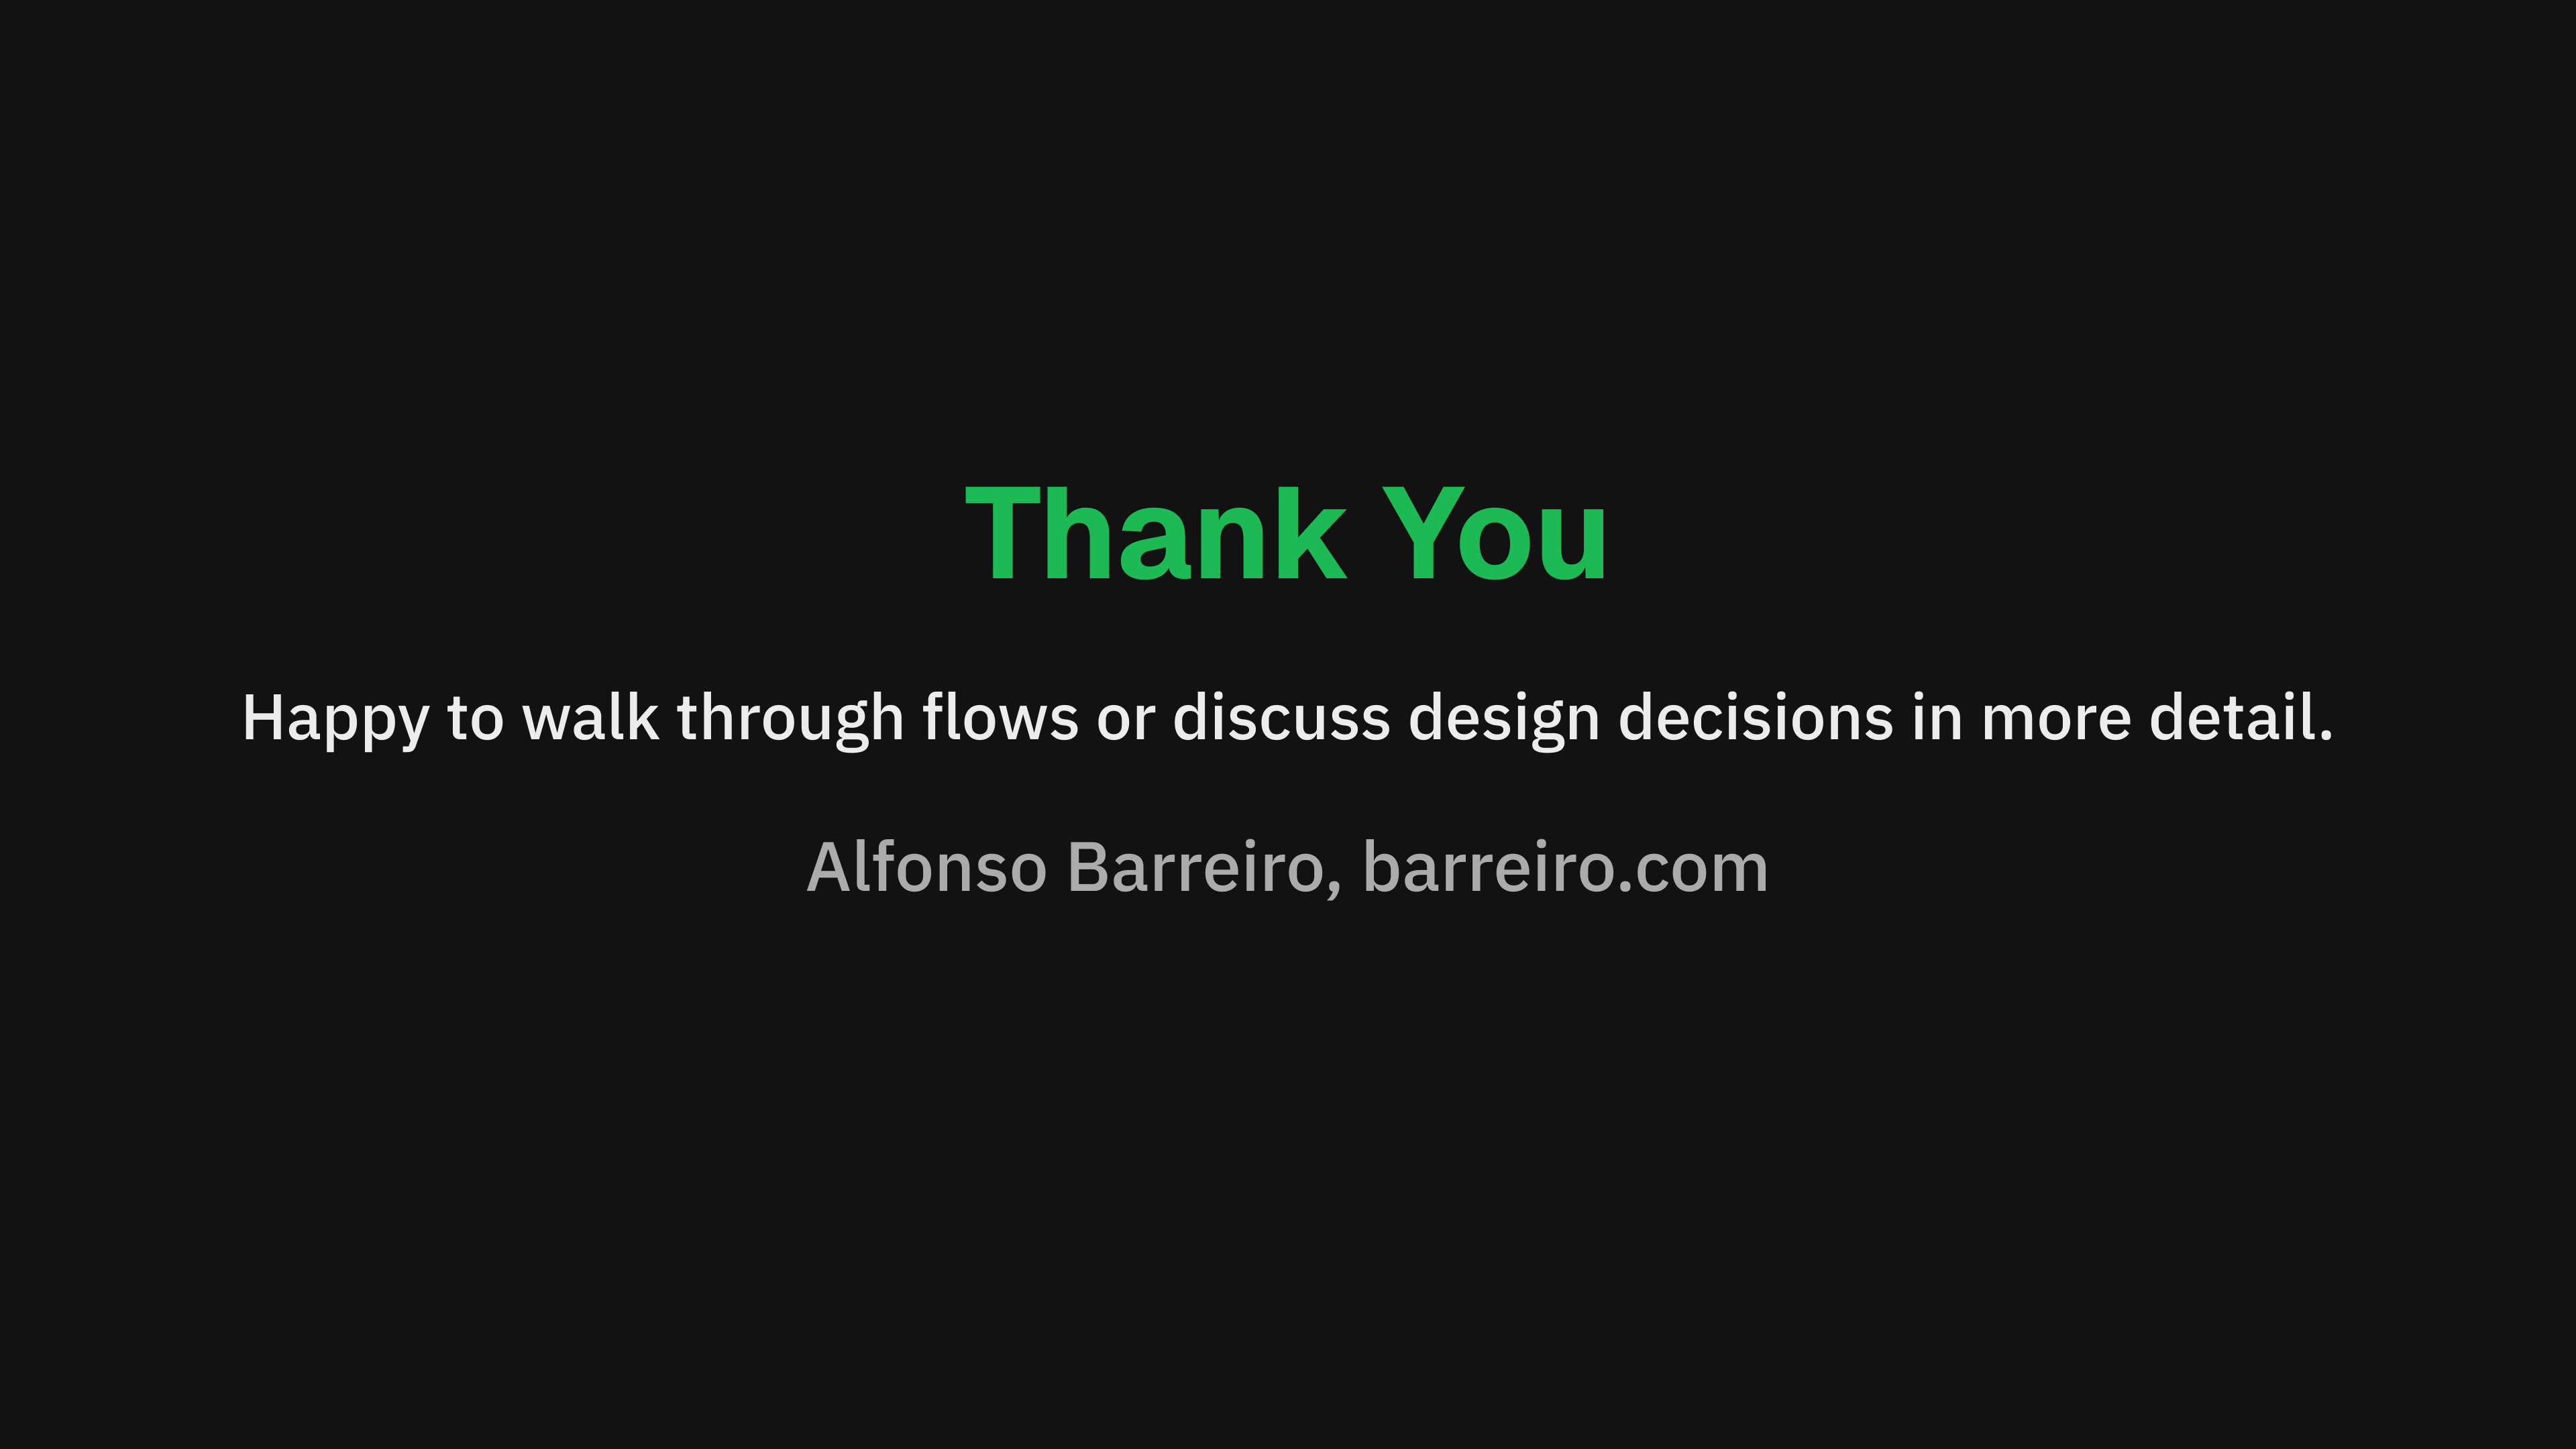 Thank You
Happy to walk through flows or discuss design decisions in more detail.
Alfonso Barreiro, barreiro.com